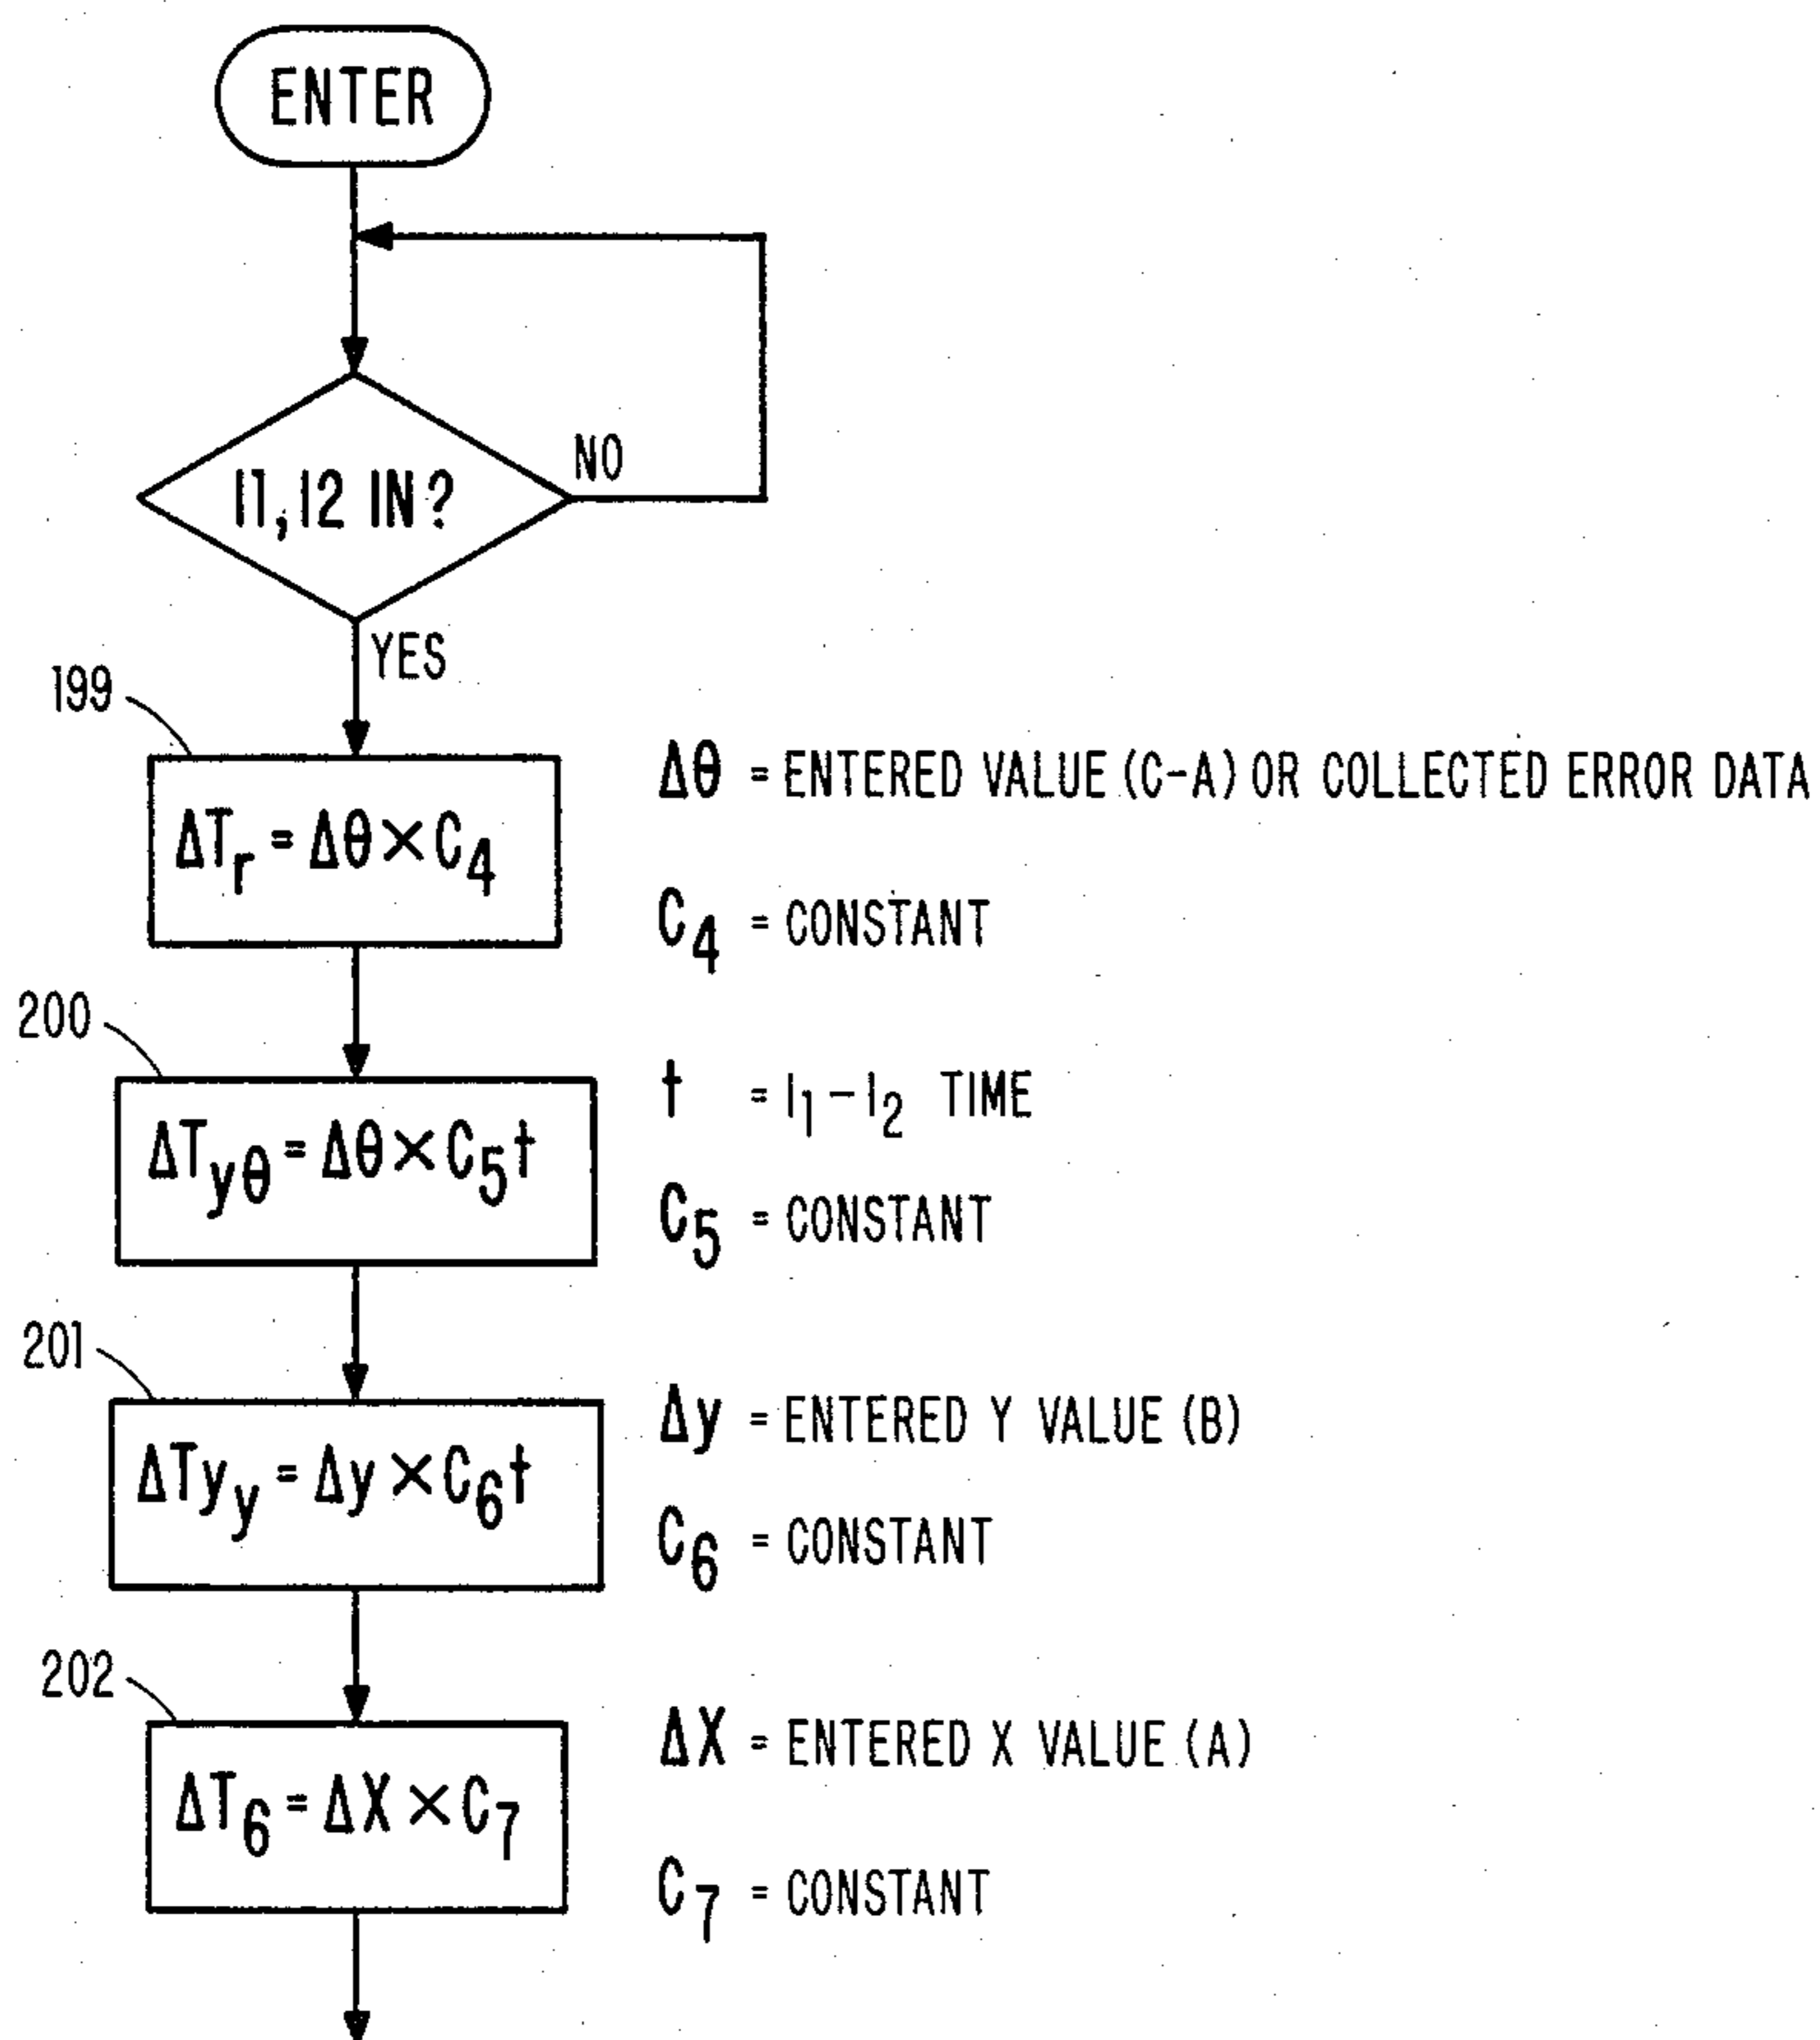 ENTER
I1, I2 IN?
NO
YES
199
ΔTr = Δθ × C4
Δθ = ENTERED VALUE (C-A) OR COLLECTED ERROR DATA
C4 = CONSTANT
200
ΔTyθ = Δθ × C5t
t = I1 - I2 TIME
C5 = CONSTANT
201
ΔTyy = Δy × C6t
Δy = ENTERED Y VALUE (B)
C6 = CONSTANT
202
ΔT6 = ΔX × C7
ΔX = ENTERED X VALUE (A)
C7 = CONSTANT